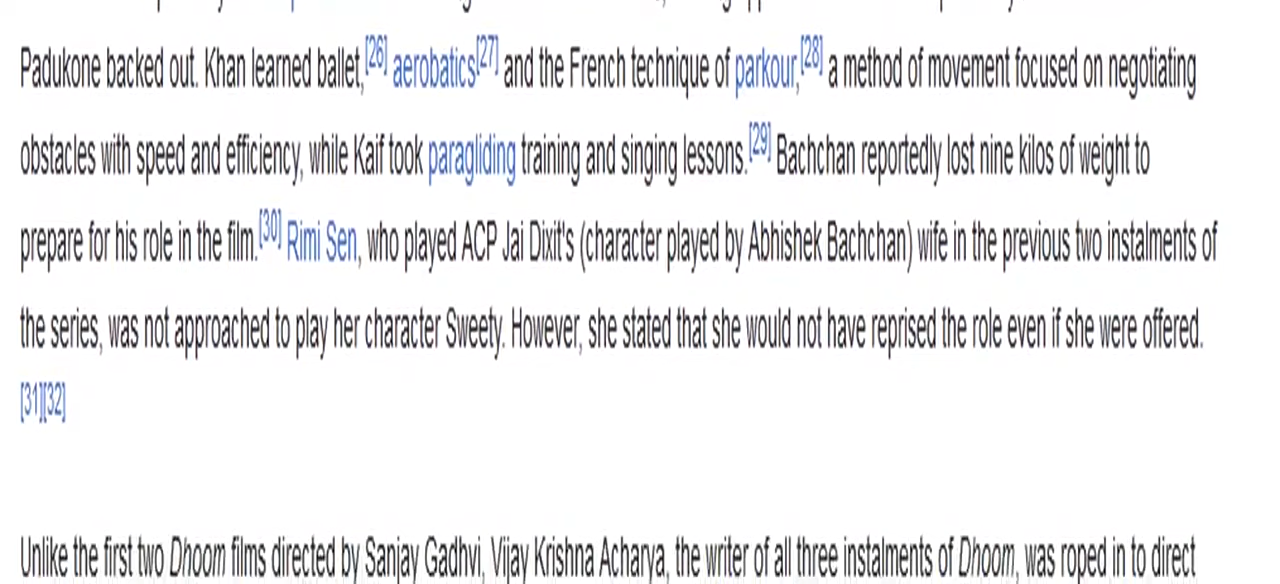 Padukone backed out. Khan learned ballet,[26] aerobatics[27] and the French technique of parkour,[28] a method of movement focused on negotiating
obstacles with speed and efficiency, while Kaif took paragliding training and singing lessons.[29] Bachchan reportedly lost nine kilos of weight to
prepare for his role in the film.[30] Rimi Sen, who played ACP Jai Dixit's (character played by Abhishek Bachchan) wife in the previous two instalments of
the series, was not approached to play her character Sweety. However, she stated that she would not have reprised the role even if she were offered.
[31][32]
Unlike the first two Dhoom films directed by Sanjay Gadhvi, Vijay Krishna Acharya, the writer of all three instalments of Dhoom, was roped in to direct